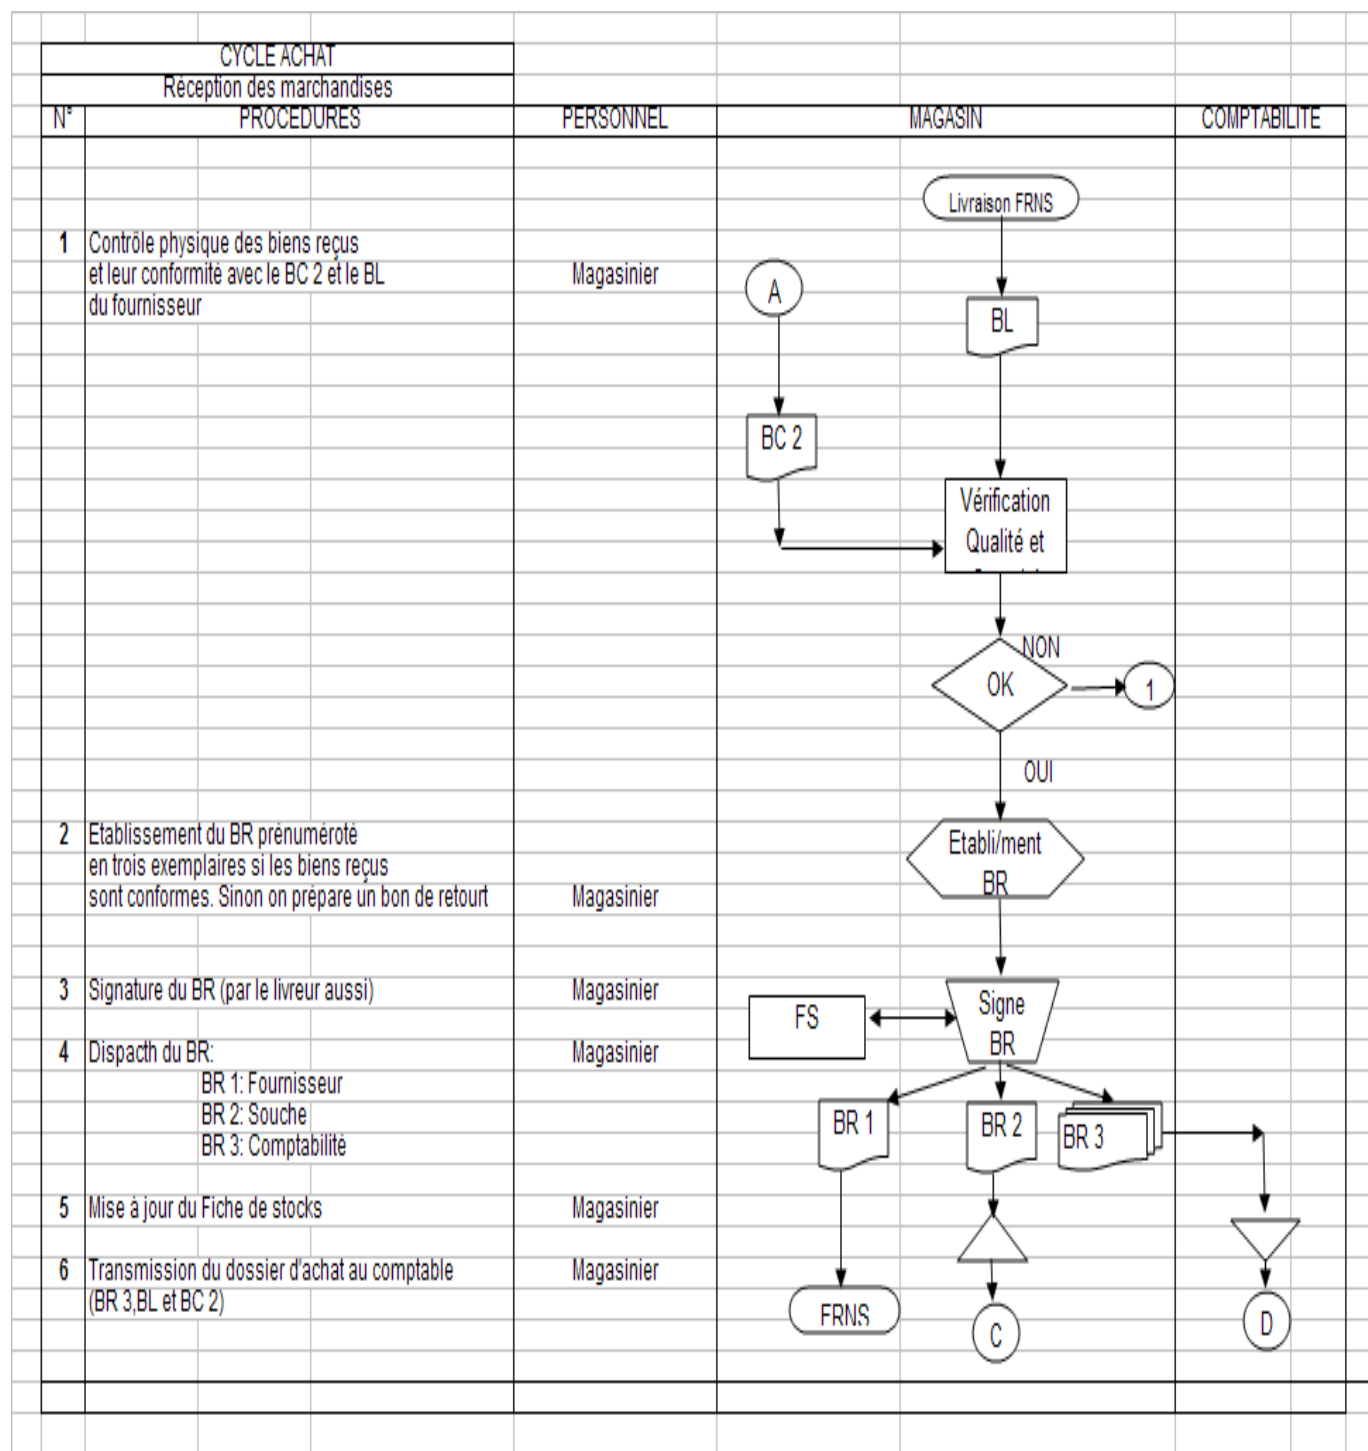 CYCLE ACHAT
Réception des marchandises
N° PROCEDURES PERSONNEL MAGASIN COMPTABILITE
Livraison FRNS
1 Contrôle physique des biens reçus
et leur conformité avec le BC 2 et le BL Magasinier
du fournisseur
A
BL
BC 2
Vérification
Qualité et
NON
OK
1
OUI
2 Etablissement du BR prénuméroté
en trois exemplaires si les biens reçus
sont conformes. Sinon on prépare un bon de retourt Magasinier
Etabli/ment
BR
3 Signature du BR (par le livreur aussi) Magasinier
FS
Signe
BR
4 Dispacth du BR: Magasinier
BR 1: Fournisseur
BR 2: Souche
BR 3: Comptabilité
BR 1
BR 2
BR 3
5 Mise à jour du Fiche de stocks Magasinier
6 Transmission du dossier d'achat au comptable Magasinier
(BR 3,BL et BC 2)
FRNS
C
D